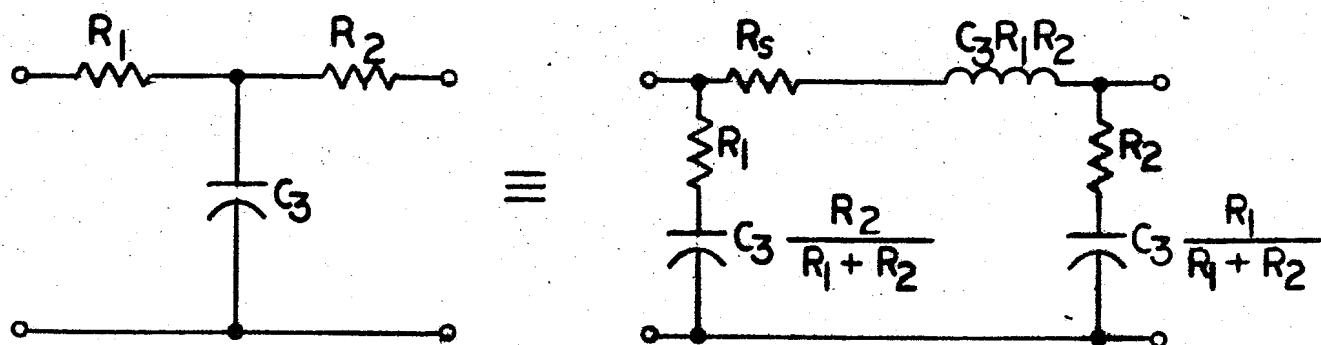 R1
R2
C3
≡
Rs
C3R1R2
R1
R2
C3 R2 / R1 + R2
C3 R1 / R1 + R2